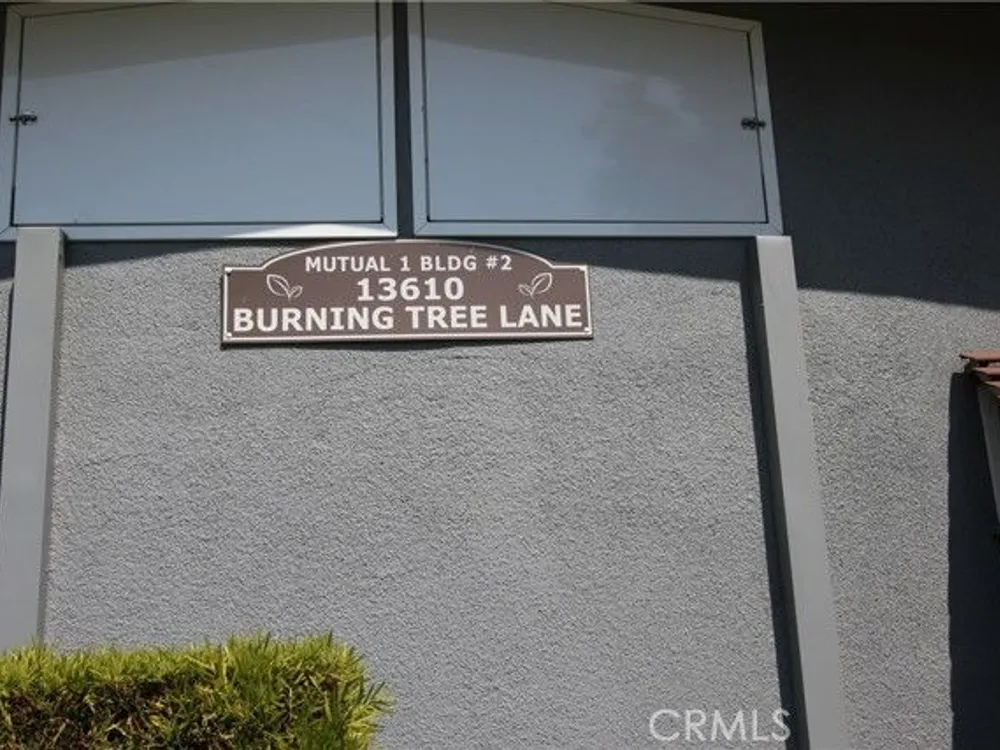 MUTUAL 1 BLDG #2
13610
BURNING TREE LANE
CRMLS